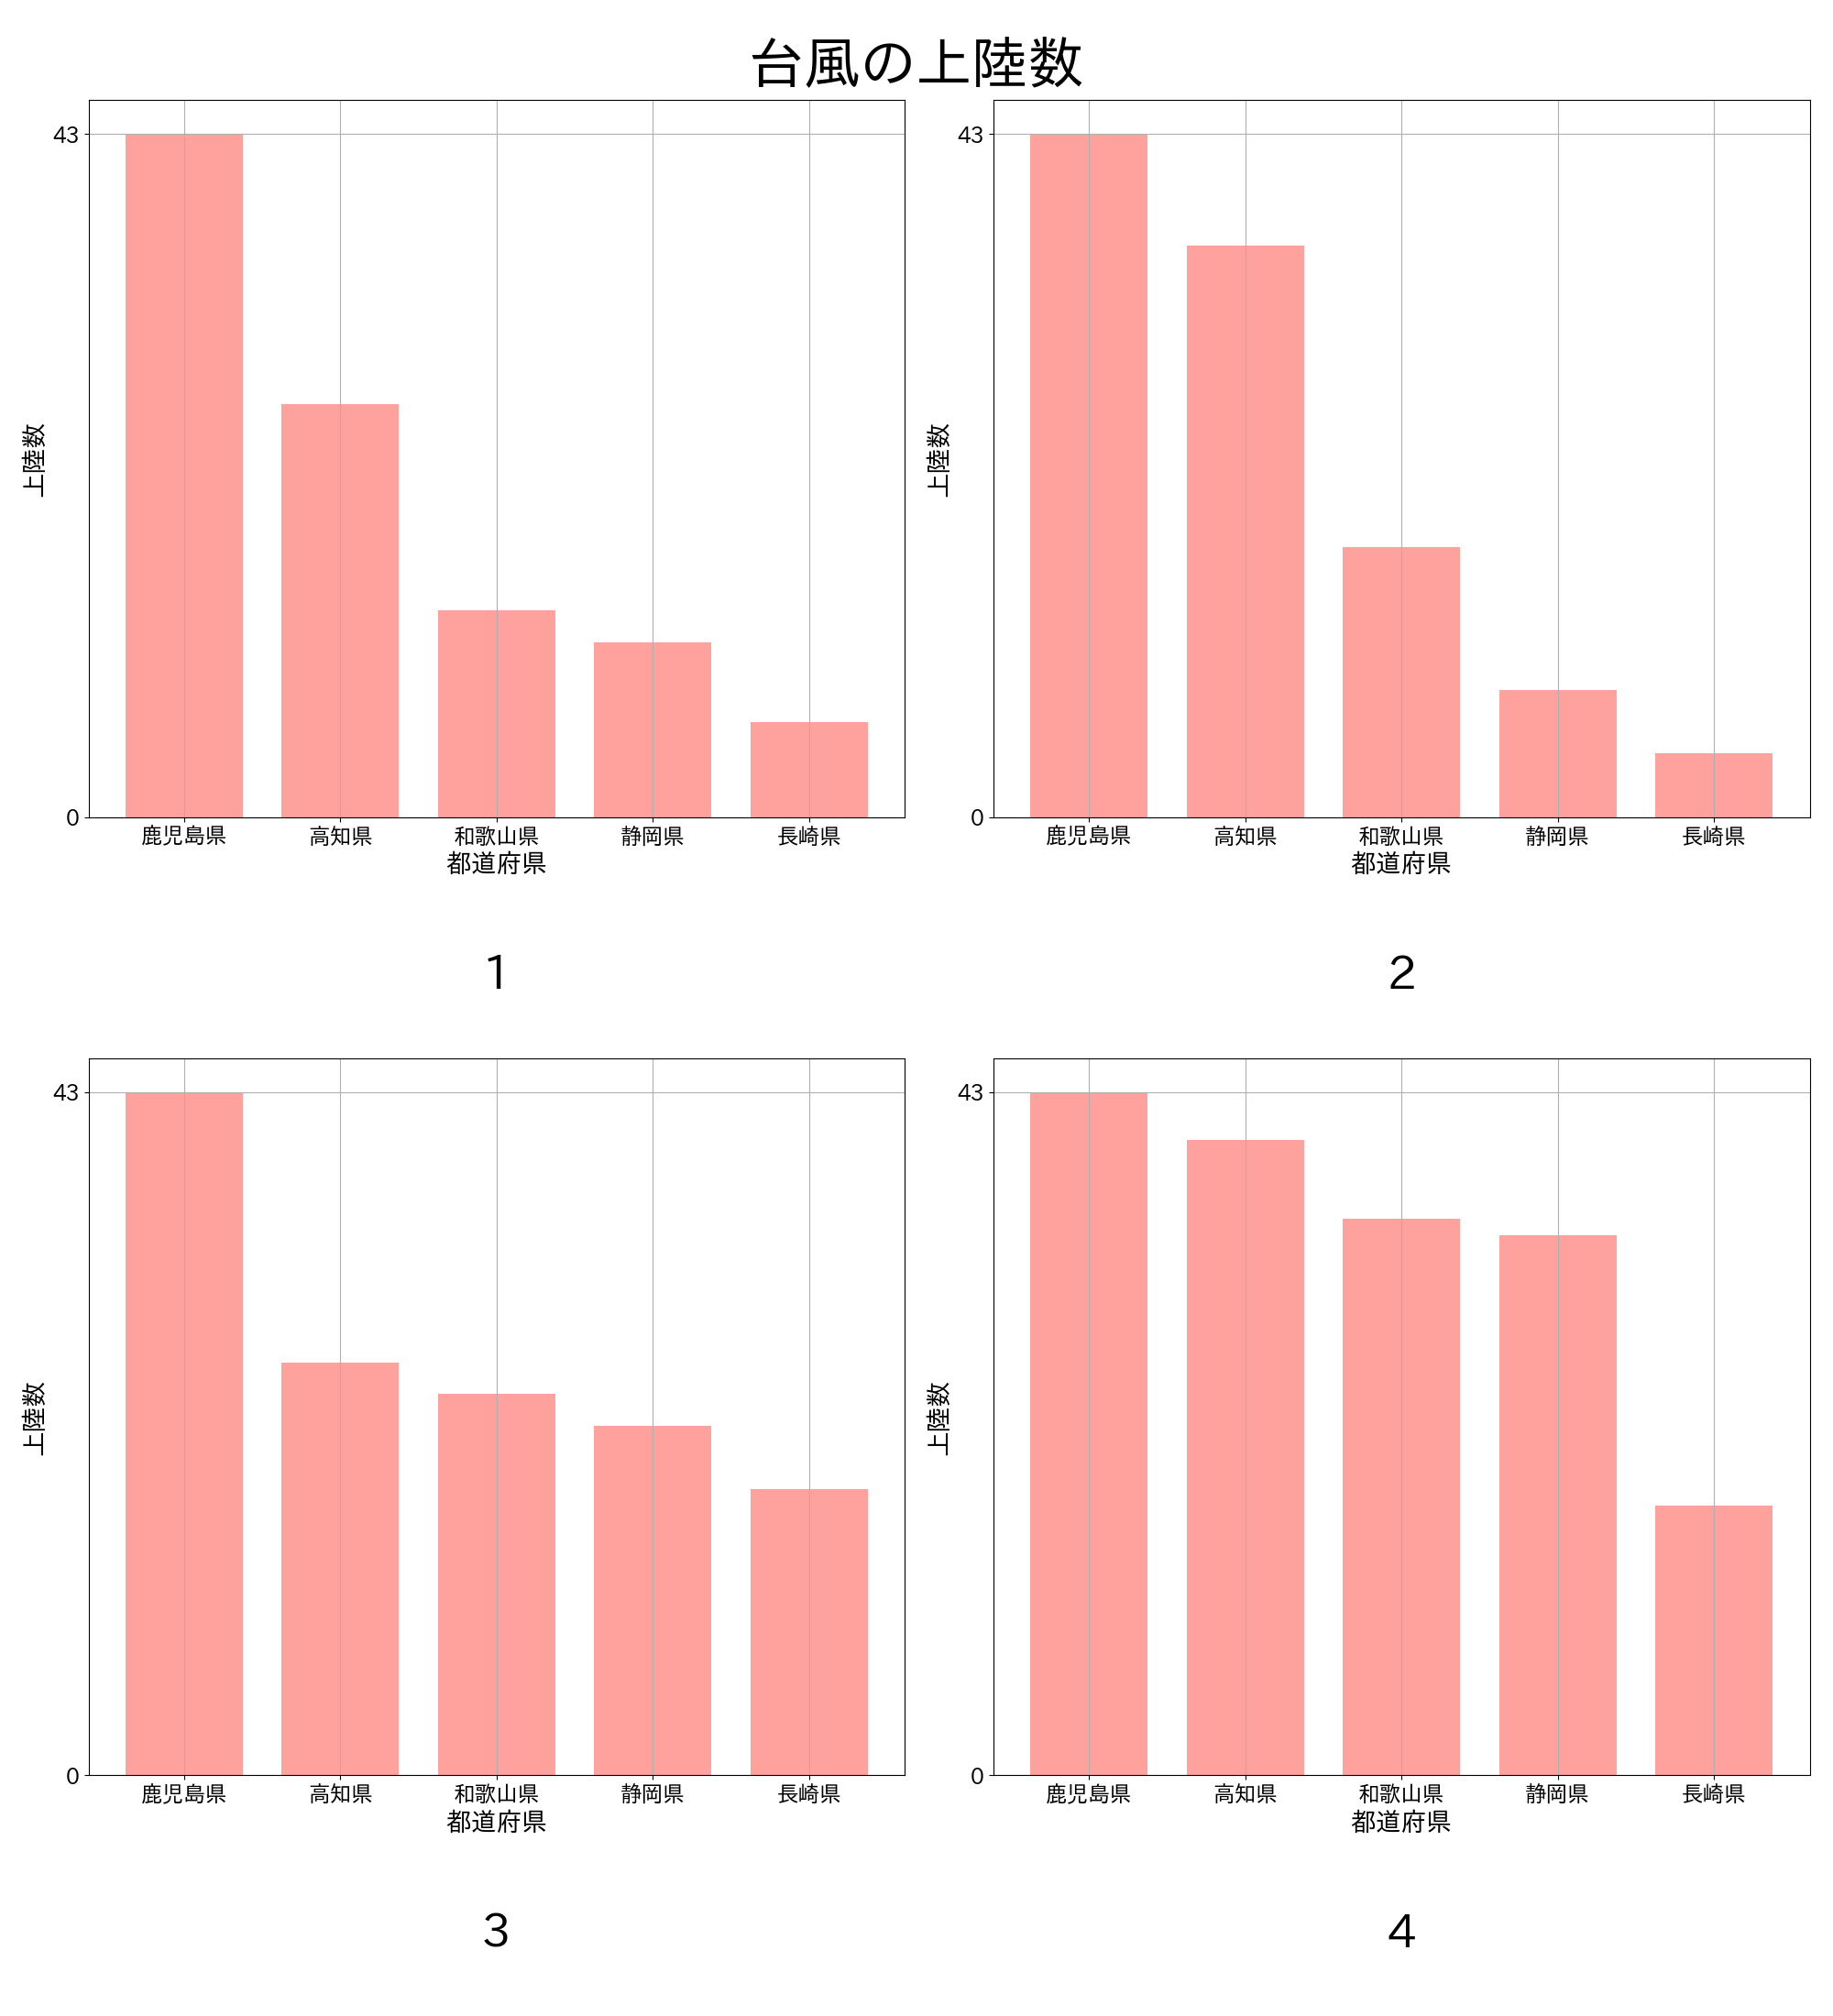 台風の上陸数
43
上陸数
0
鹿児島県 高知県 和歌山県 静岡県 長崎県
都道府県
1
43
上陸数
0
鹿児島県 高知県 和歌山県 静岡県 長崎県
都道府県
2
43
上陸数
0
鹿児島県 高知県 和歌山県 静岡県 長崎県
都道府県
3
43
上陸数
0
鹿児島県 高知県 和歌山県 静岡県 長崎県
都道府県
4